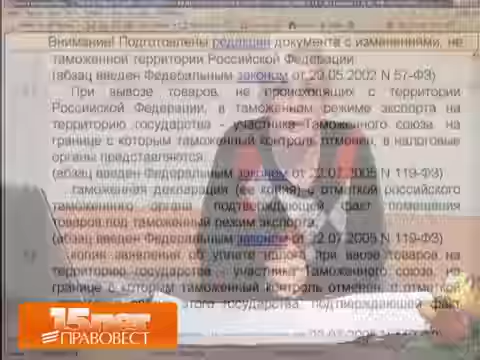 Внимание! Подготовлены редакции документа с изменениями, не
таможенной территории Российской Федерации.
(абзац введен Федеральным законом от 29.05.2002 N 57-ФЗ)
При вывозе товаров, не происходящих с территории
Российской Федерации, в таможенном режиме экспорта на
территорию государства - участника Таможенного союза, на
границе с которым таможенный контроль отменен, в налоговые
органы представляются:
(абзац введен Федеральным законом от 22.07.2005 N 119-ФЗ)
таможенная декларация (ее копия) с отметкой российского
таможенного органа, подтверждающей факт помещения
товаров под таможенный режим экспорта;
(абзац введен Федеральным законом от 22.07.2005 N 119-ФЗ)
копия заявления об уплате налога при ввозе товаров на
территорию государства - участника Таможенного союза, на
границе с которым таможенный контроль отменен, с отметкой
этого государства, подтверждающей факт
15 лет
ПРАВОВЕСТ